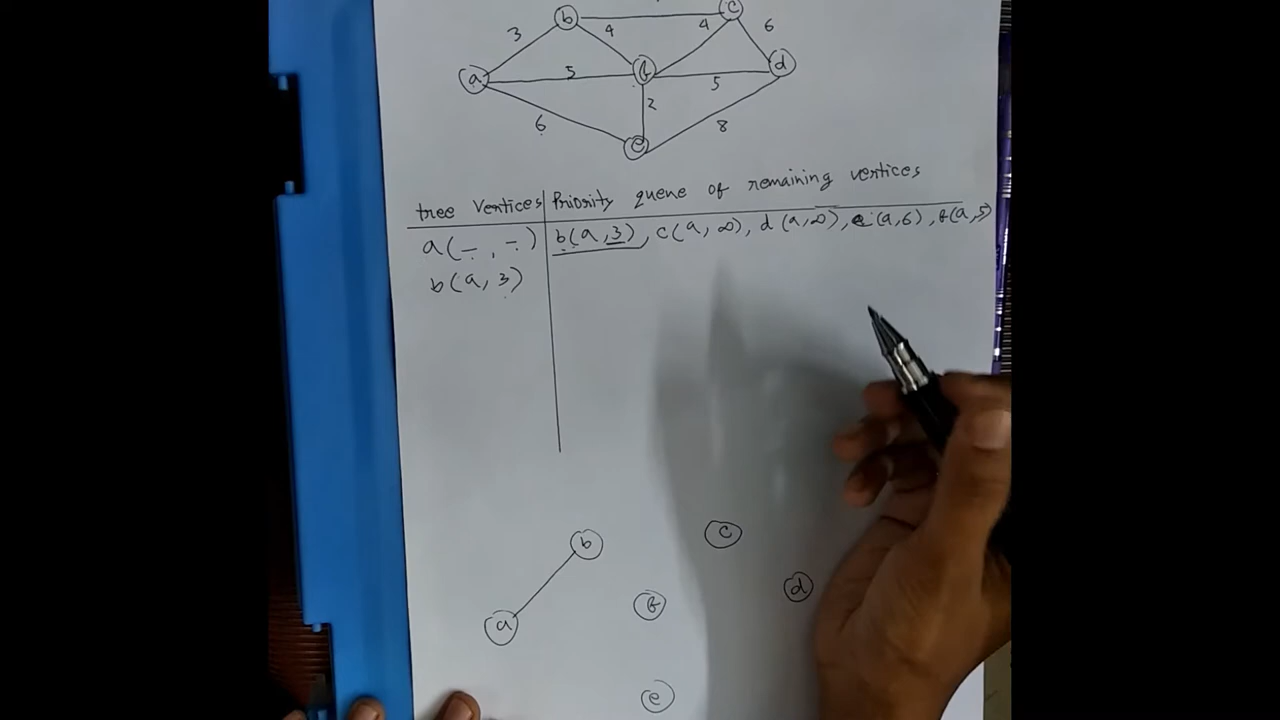 b c
3 4 4 6
a 5 f 5 d
2
6 8
e
tree vertices Priority queue of remaining vertices
a(-, -) b(a,3), c(a,∞), d(a,∞), e(a,6), f(a,5)
b(a,3)
b c
f d
a
e